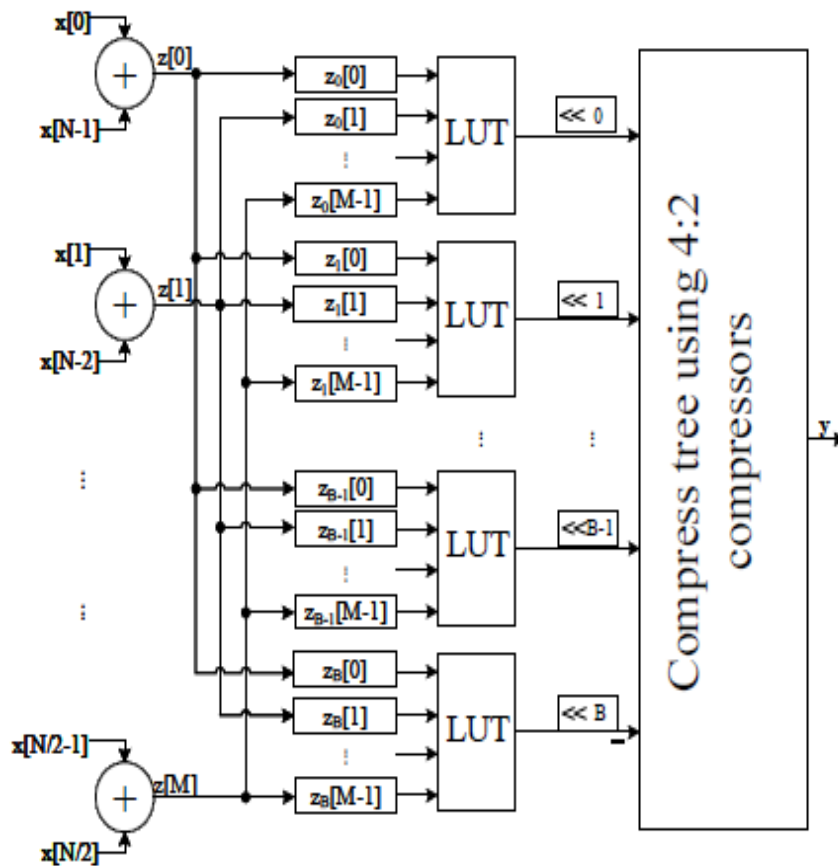 x[0]
z[0]
x[N-1]
z₀[0]
z₀[1]
⋮
z₀[M-1]
LUT
<< 0
x[1]
z[1]
x[N-2]
z₁[0]
z₁[1]
⋮
z₁[M-1]
LUT
<< 1
⋮
⋮
⋮
z_{B-1}[0]
z_{B-1}[1]
⋮
z_{B-1}[M-1]
LUT
<<B-1
⋮
z_B[0]
z_B[1]
⋮
z_B[M-1]
LUT
<< B
-
x[N/2-1]
z[M]
x[N/2]
Compress tree using 4:2
compressors
y